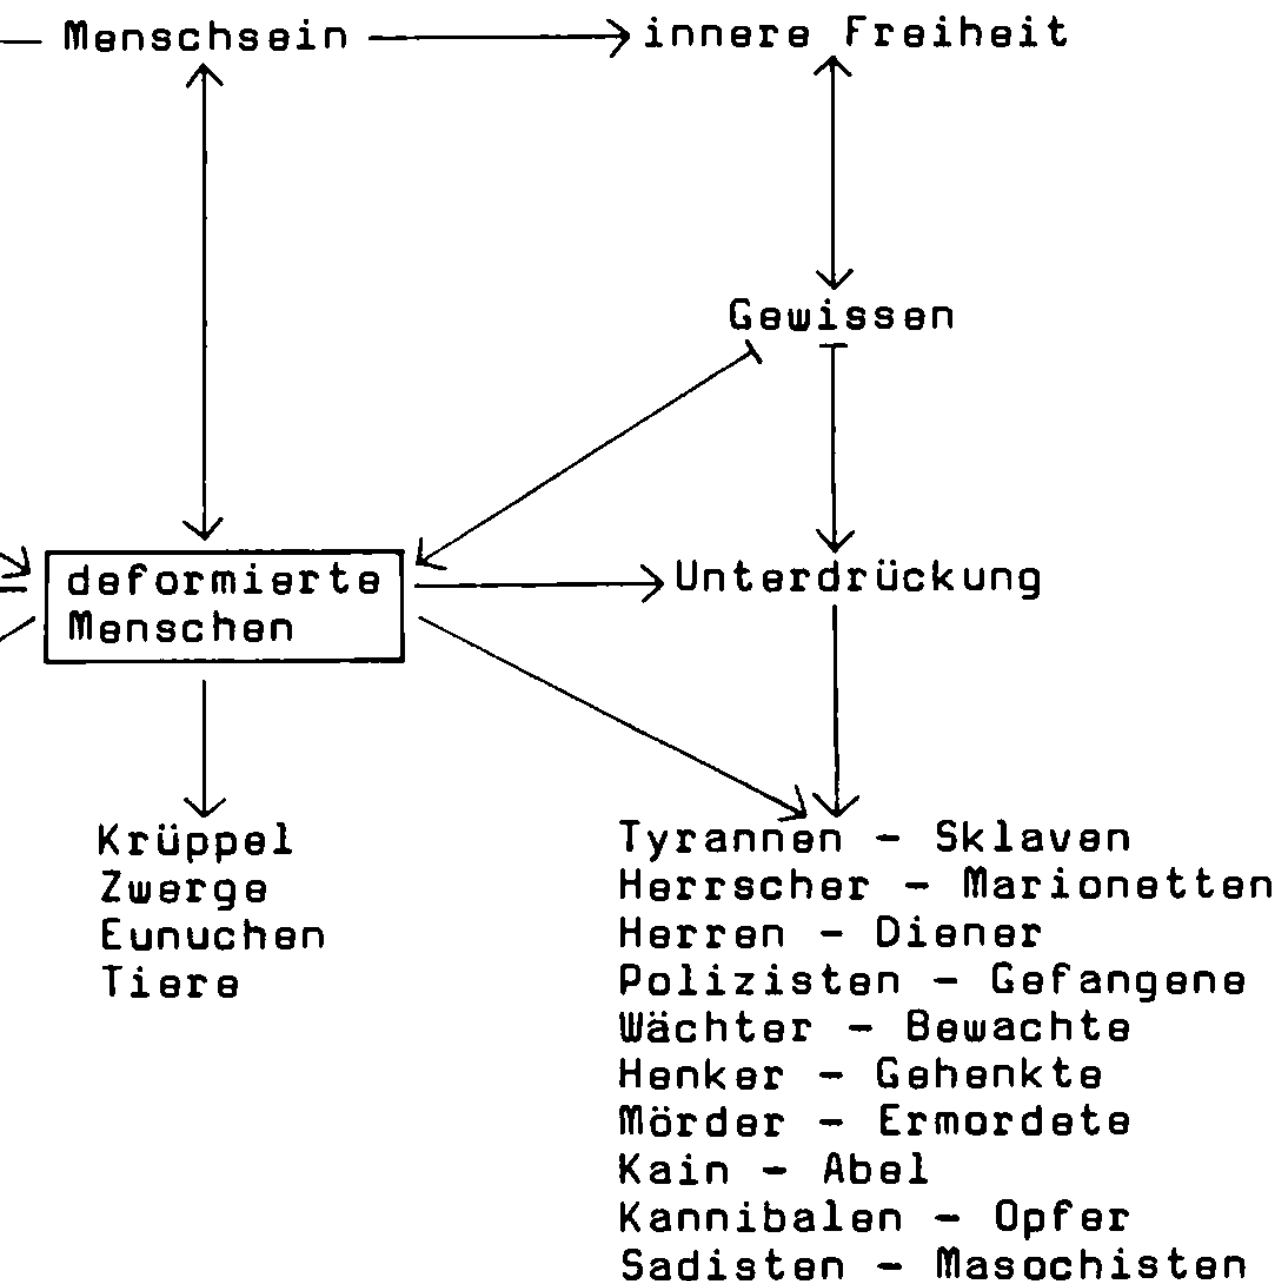 Menschsein innere Freiheit
Gewissen
deformierte
Menschen
Unterdrückung
Krüppel
Zwerge
Eunuchen
Tiere
Tyrannen – Sklaven
Herrscher – Marionetten
Herren – Diener
Polizisten – Gefangene
Wächter – Bewachte
Henker – Gehenkte
Mörder – Ermordete
Kain – Abel
Kannibalen – Opfer
Sadisten – Masochisten